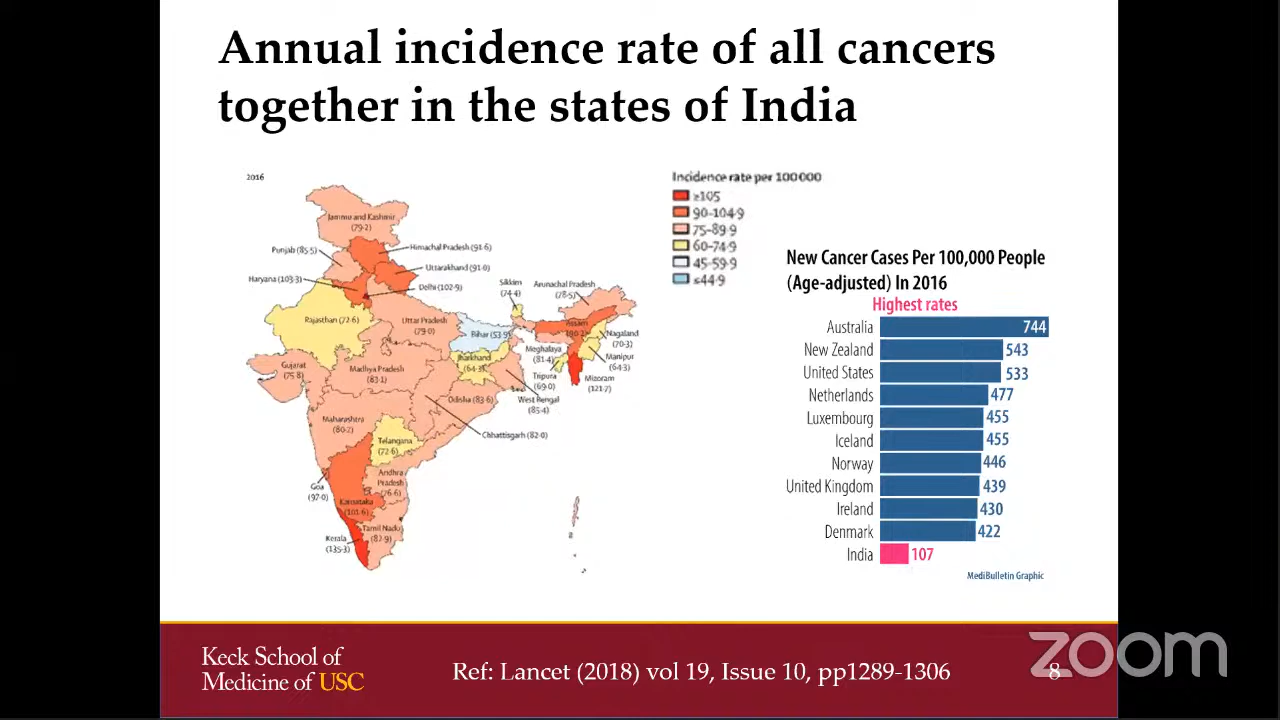 Annual incidence rate of all cancers
together in the states of India
2016
Jammu and Kashmir
(79·2)
Punjab (85·5)
Himachal Pradesh (91·6)
Uttarakhand (91·0)
Haryana (103·3)
Delhi (102·9)
Rajasthan (72·6)
Uttar Pradesh
(79·0)
Bihar (53·9)
Sikkim
(74·4)
Arunachal Pradesh
(78·5)
Assam
Nagaland
(70·3)
Meghalaya
(81·4)
Manipur
(64·3)
Tripura
(69·0)
Mizoram
(121·7)
Jharkhand
(64·3)
West Bengal
(85·4)
Gujarat
(75·8)
Madhya Pradesh
(83·1)
Odisha (83·6)
Chhattisgarh (82·0)
Maharashtra
(80·2)
Telangana
(72·6)
Andhra
Pradesh
(76·6)
Goa
(97·0)
Karnataka
(101·6)
Tamil Nadu
(82·9)
Kerala
(135·3)
Incidence rate per 100 000
≥105
90–104·9
75–89·9
60–74·9
45–59·9
≤44·9
New Cancer Cases Per 100,000 People
(Age-adjusted) In 2016
Highest rates
Australia 744
New Zealand 543
United States 533
Netherlands 477
Luxembourg 455
Iceland 455
Norway 446
United Kingdom 439
Ireland 430
Denmark 422
India 107
MediBulletin Graphic
Keck School of
Medicine of USC
Ref: Lancet (2018) vol 19, Issue 10, pp1289-1306
8
zoom